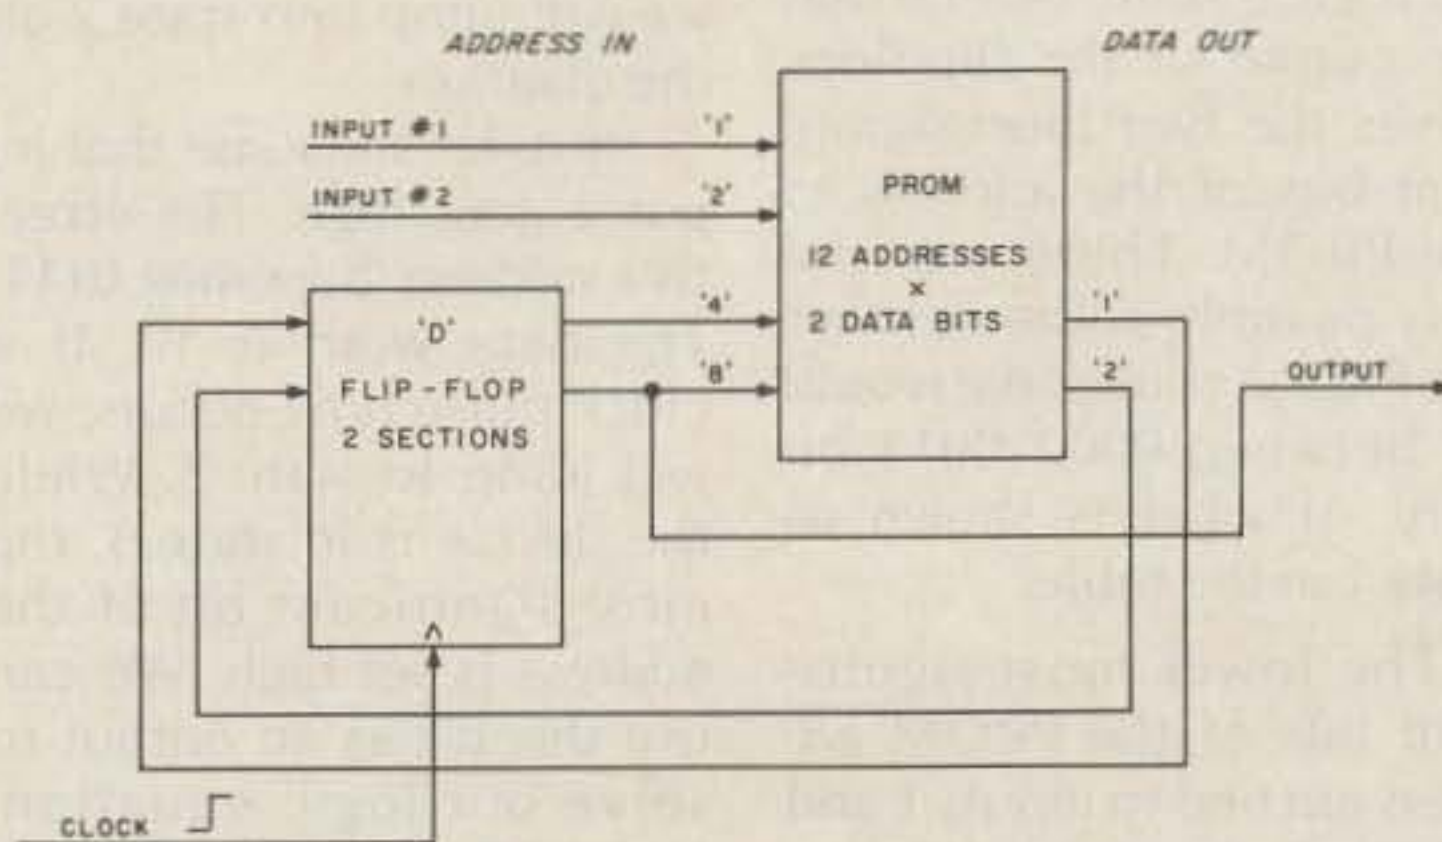 ADDRESS IN
DATA OUT
INPUT #1
'1'
INPUT #2
'2'
PROM
12 ADDRESSES
×
2 DATA BITS
'4'
'8'
'1'
'2'
OUTPUT
'D'
FLIP-FLOP
2 SECTIONS
CLOCK